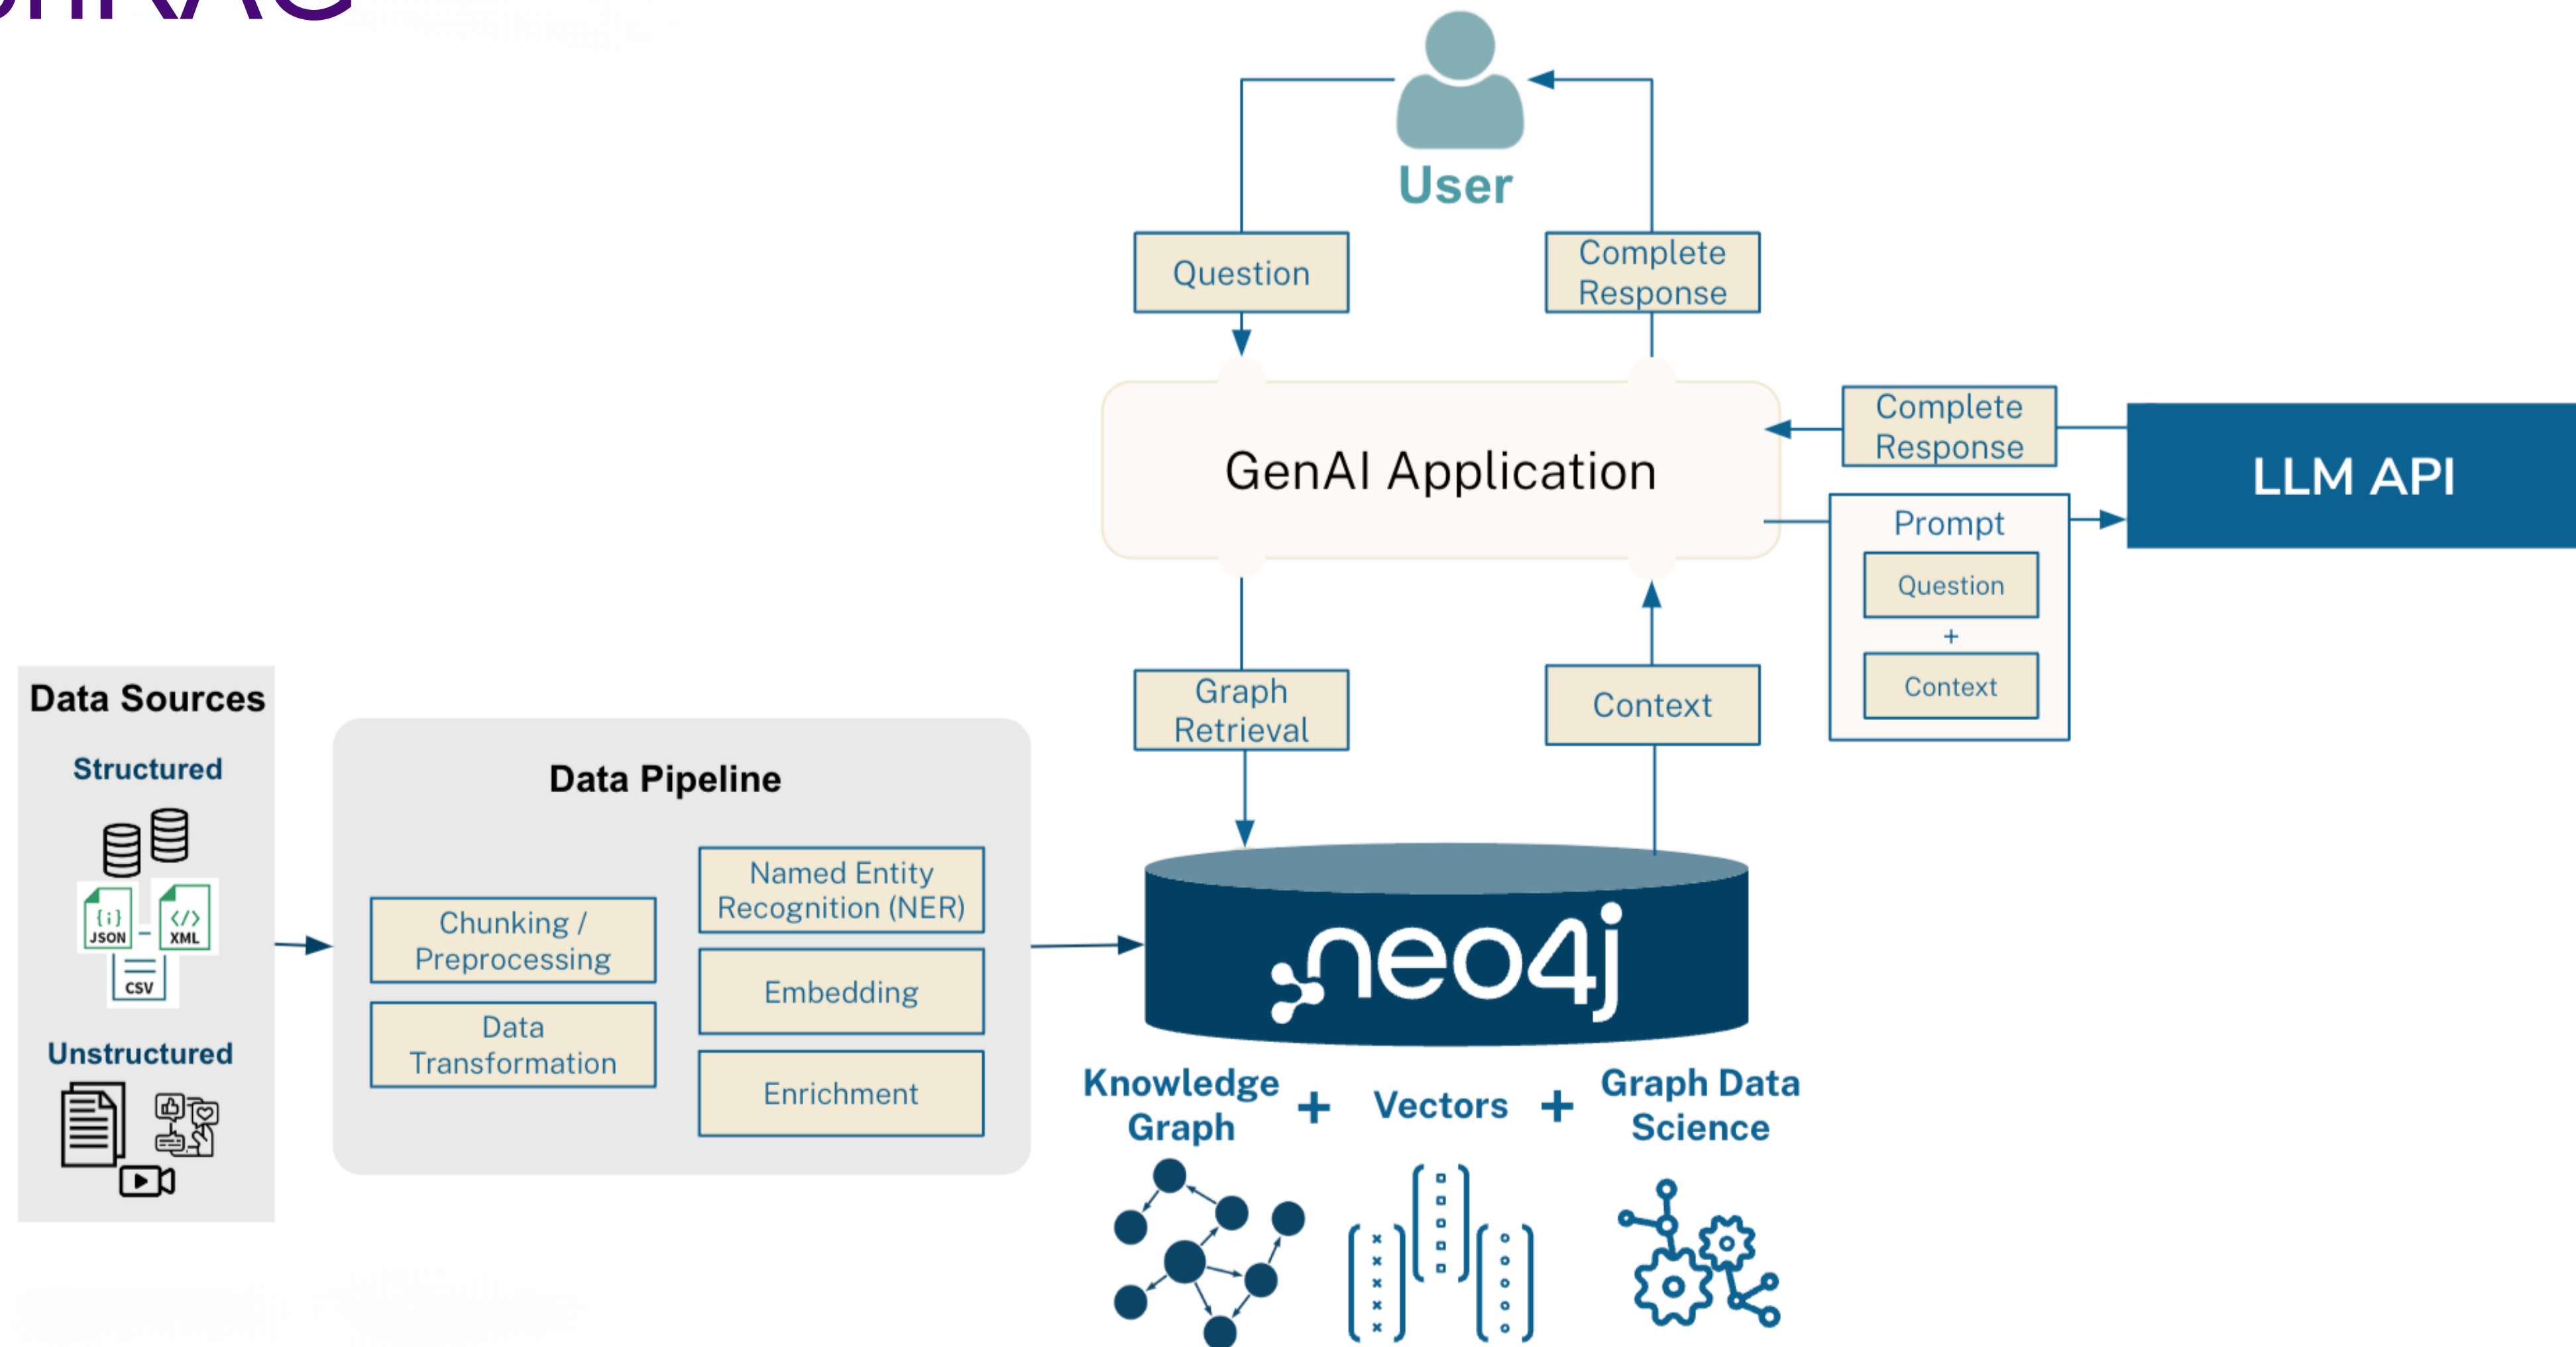 User
Question
Complete
Response
GenAI Application
Complete
Response
LLM API
Prompt
Question
+
Context
Graph
Retrieval
Context
Data Sources
Structured
{i}
JSON
</>
XML
CSV
Unstructured
Data Pipeline
Chunking /
Preprocessing
Data
Transformation
Named Entity
Recognition (NER)
Embedding
Enrichment
neo4j
Knowledge
Graph
+
Vectors
+
Graph Data
Science